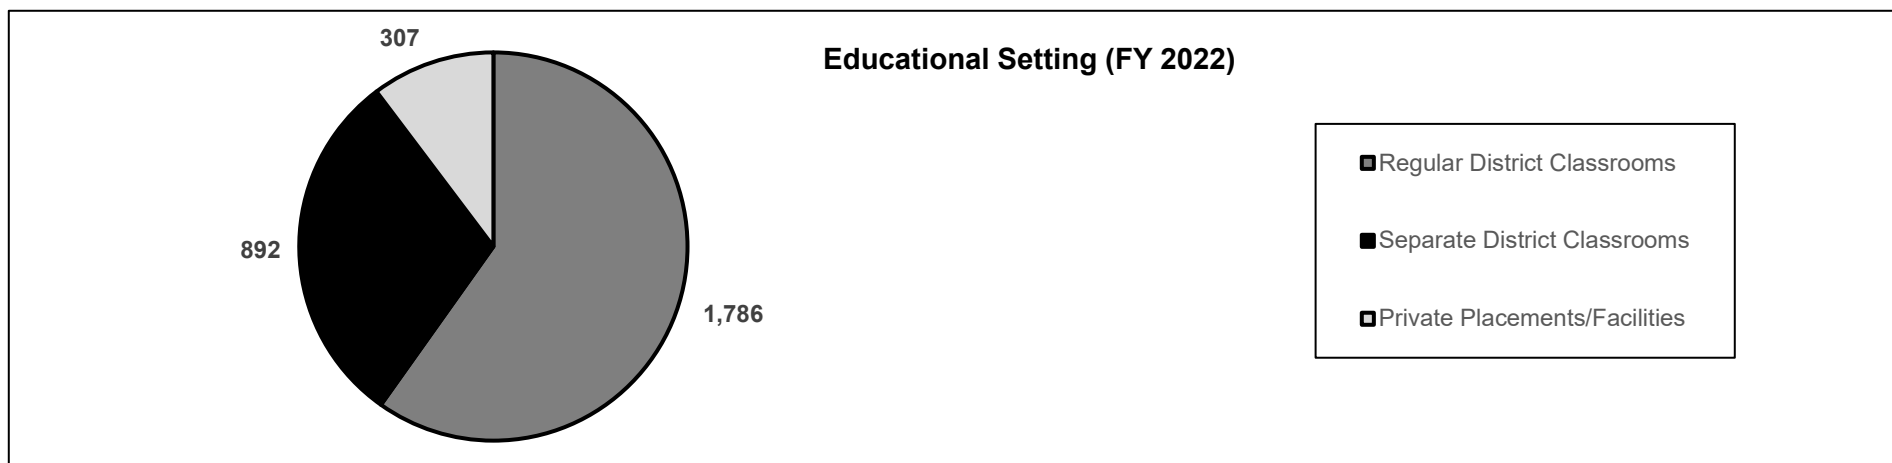 307
Educational Setting (FY 2022)
Regular District Classrooms
Separate District Classrooms
892
1,786
Private Placements/Facilities